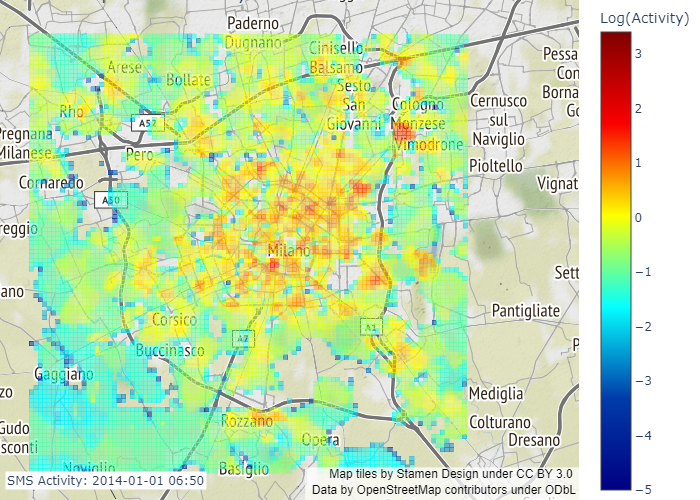 Log(Activity)
3
2
1
0
−1
−2
−3
−4
−5
Paderno
Dugnano
Cinisello
Balsamo
Sesto
San
Giovanni
Arese
Bollate
Rho
A52
Pero
Pregnana
Milanese
Cornaredo
A50
reggio
ano
Cologno
Monzese
Vimodrone
Cernusco
sul
Naviglio
Pioltello
Pessa
Con
Borna
Go
Vignat
Milano
Sett
Pantigliate
P
Corsico
Buccinasco
A7
A1
Gaggiano
zo
Gudo
sconti
Rozzano
Opera
Mediglia
Colturano
Dresano
Noviglio
Basiglio
SMS Activity: 2014-01-01 06:50
Map tiles by Stamen Design under CC BY 3.0
Data by OpenStreetMap contributors under ODbL